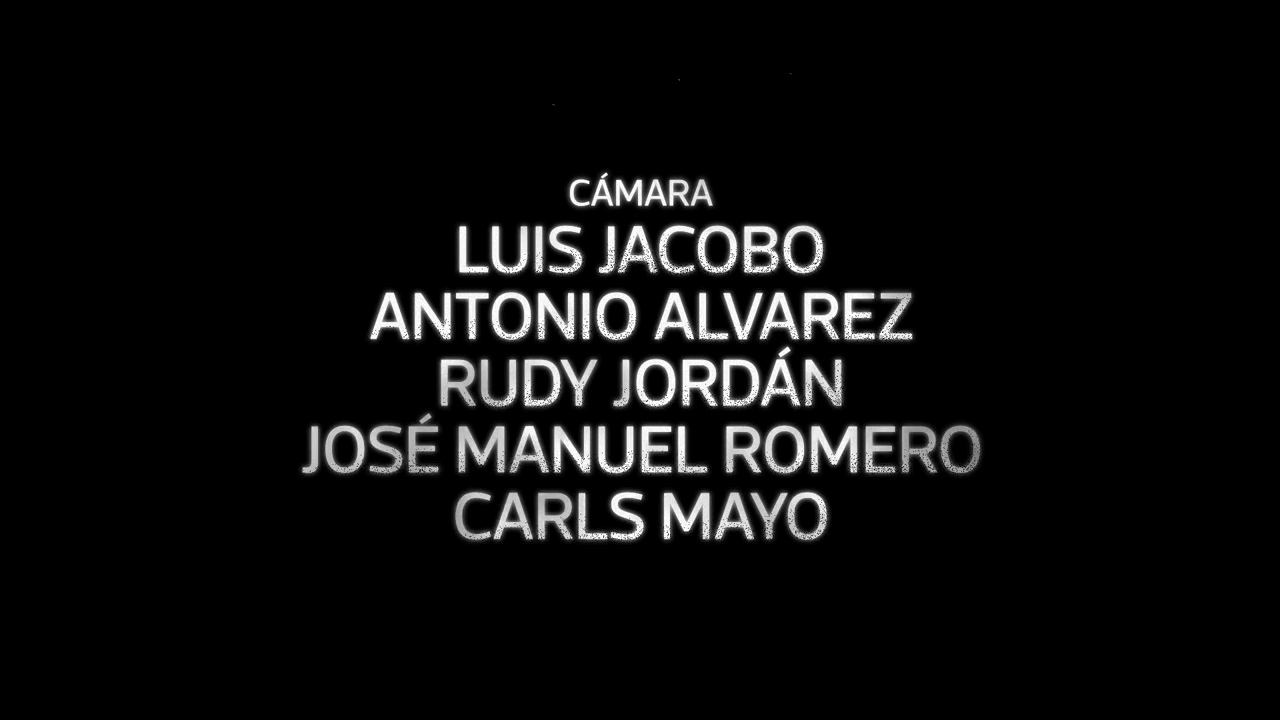 CÁMARA
LUIS JACOBO
ANTONIO ALVAREZ
RUDY JORDÁN
JOSÉ MANUEL ROMERO
CARLS MAYO